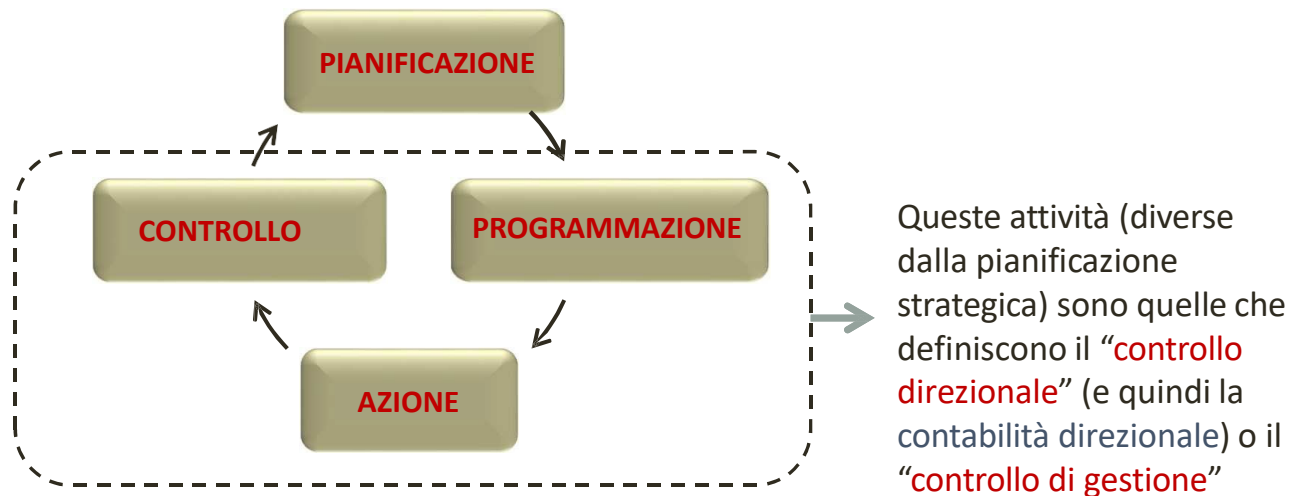 PIANIFICAZIONE
CONTROLLO
PROGRAMMAZIONE
AZIONE
Queste attività (diverse
dalla pianificazione
strategica) sono quelle che
definiscono il “controllo
direzionale” (e quindi la
contabilità direzionale) o il
“controllo di gestione”